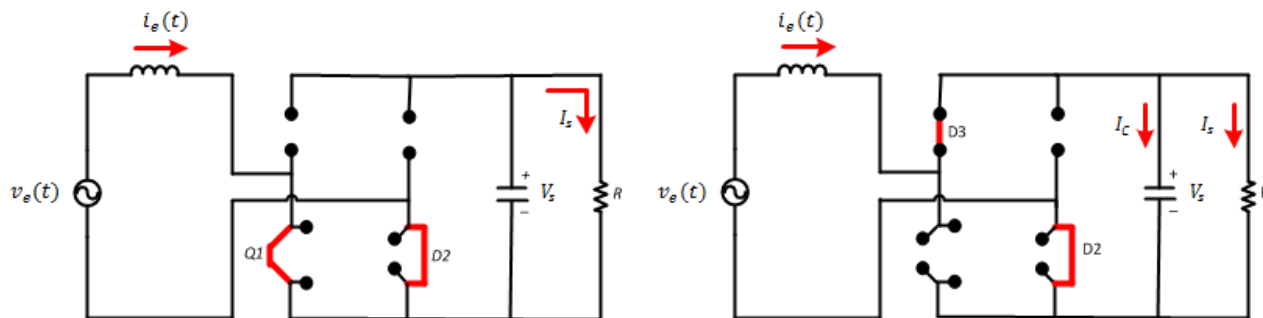 i_e(t)
v_e(t)
Q1
D2
+
V_s
−
I_s
R
i_e(t)
v_e(t)
D3
D2
I_C
+
V_s
−
I_s